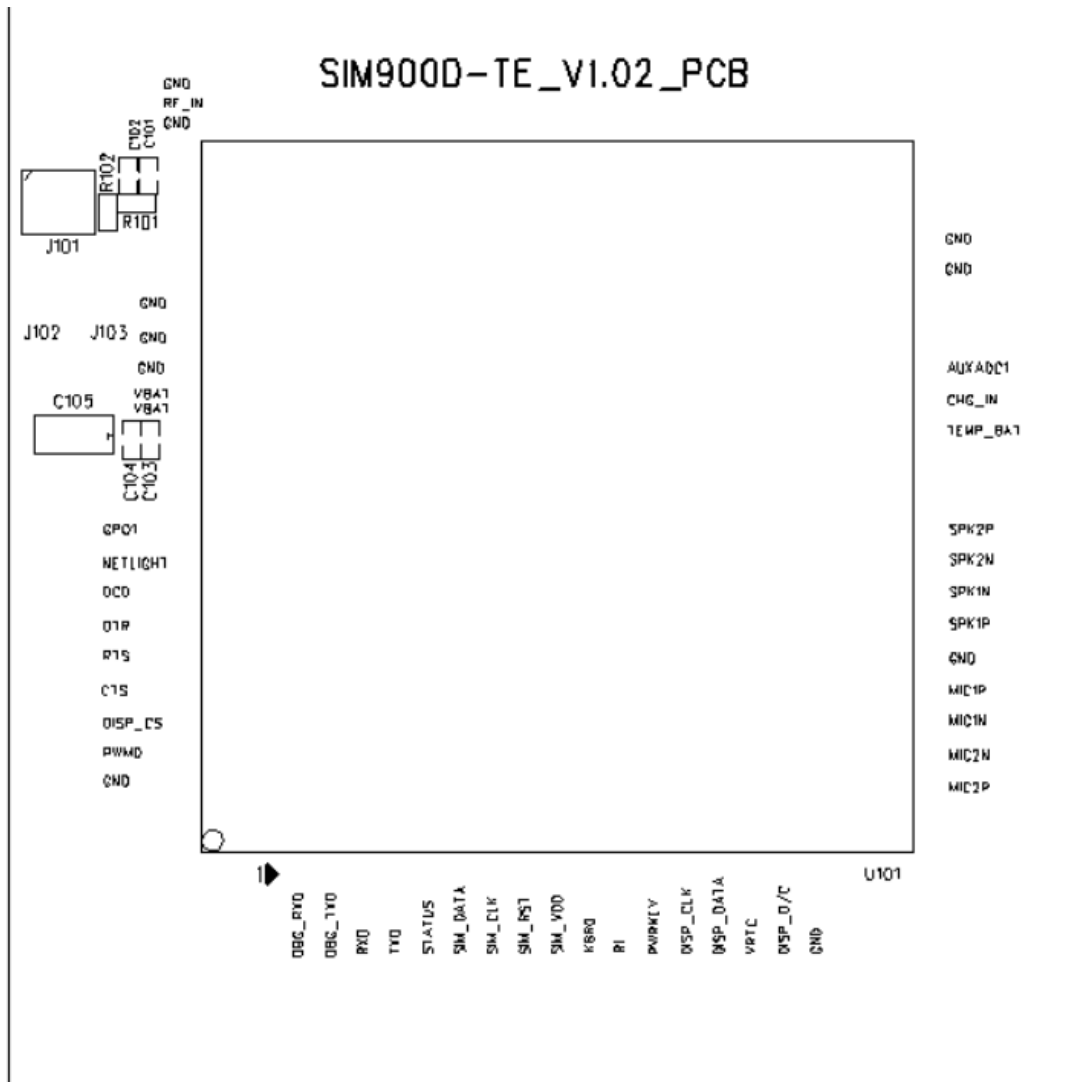 SIM900D-TE_V1.02_PCB
GND
RF_IN
GND
C102
C101
R102
R101
J101
GND
J102
J103
GND
GND
VBAT
VBAT
C105
C104
C103
GPO1
NETLIGHT
DCD
DTR
RTS
CTS
DISP_CS
PWM0
GND
GND
GND
AUXADC1
CHG_IN
TEMP_BAT
SPK2P
SPK2N
SPK1N
SPK1P
GND
MIC1P
MIC1N
MIC2N
MIC2P
1
U101
DBG_RXD
DBG_TXD
RXD
TXD
STATUS
SIM_DATA
SIM_CLK
SIM_RST
SIM_VDD
KBR0
RI
PWRKEY
DISP_CLK
DISP_DATA
VRTC
DISP_D/C
GND